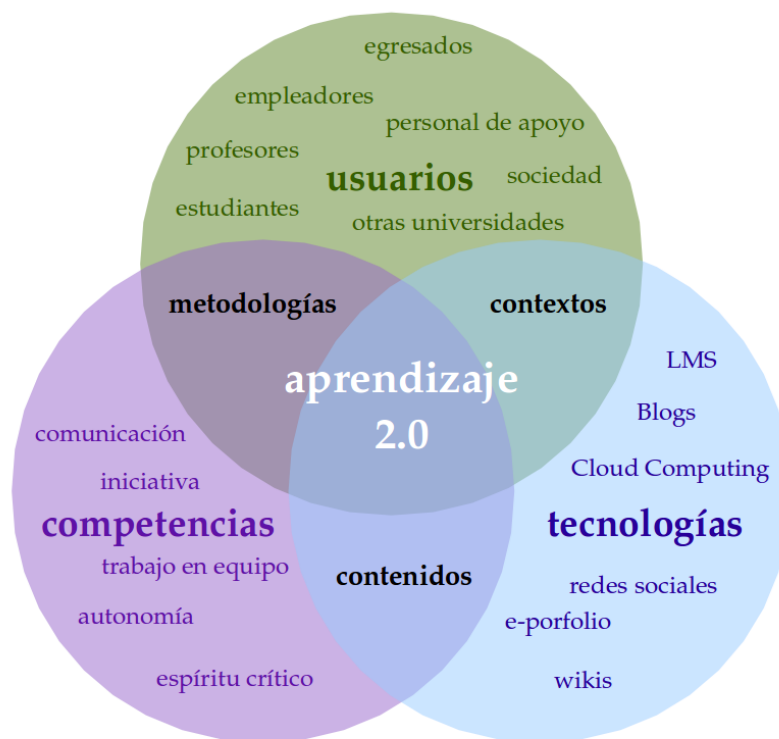 egresados
empleadores
personal de apoyo
profesores
usuarios
sociedad
estudiantes
otras universidades
metodologías
contextos
aprendizaje
2.0
LMS
Blogs
comunicación
Cloud Computing
iniciativa
competencias
tecnologías
trabajo en equipo
contenidos
redes sociales
autonomía
e-porfolio
espíritu crítico
wikis